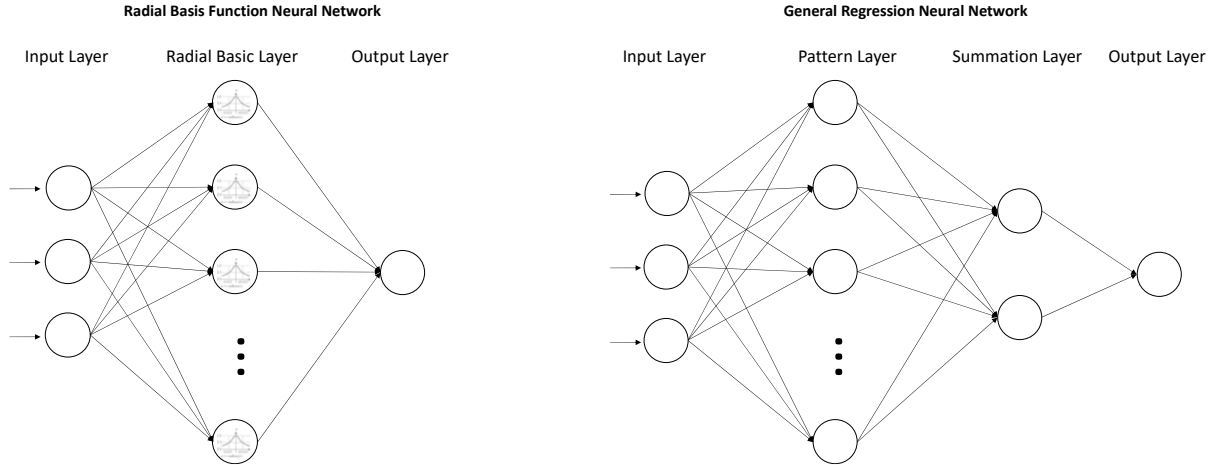 Radial Basis Function Neural Network
Input Layer Radial Basic Layer Output Layer
General Regression Neural Network
Input Layer Pattern Layer Summation Layer Output Layer